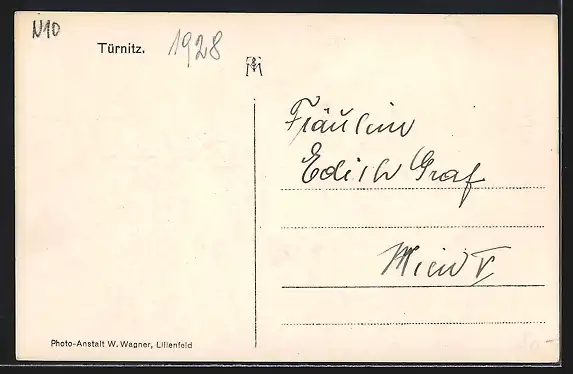 N10
Türnitz. 1928
Fräulein
Edith Graf
Wien V
Photo-Anstalt W. Wagner, Lilienfeld